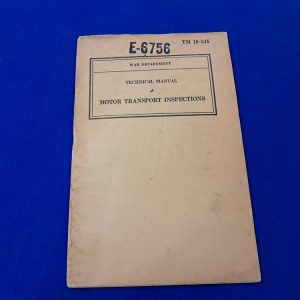 E-6756
TM 10-545
WAR DEPARTMENT
TECHNICAL MANUAL
MOTOR TRANSPORT INSPECTIONS